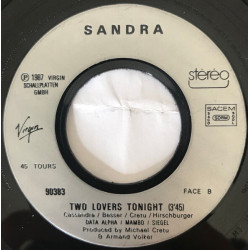 SANDRA
℗ 1987 VIRGIN
SCHALLPLATTEN
GMBH
stéréo
SACEM
SDRM
Virgin
45 TOURS
90383
FACE B
TWO LOVERS TONIGHT (3'45)
Cassandra / Besser / Cretu / Hirschburger
DATA ALPHA / MAMBO / SIEGEL
Produced by Michael Cretu
& Armand Volker